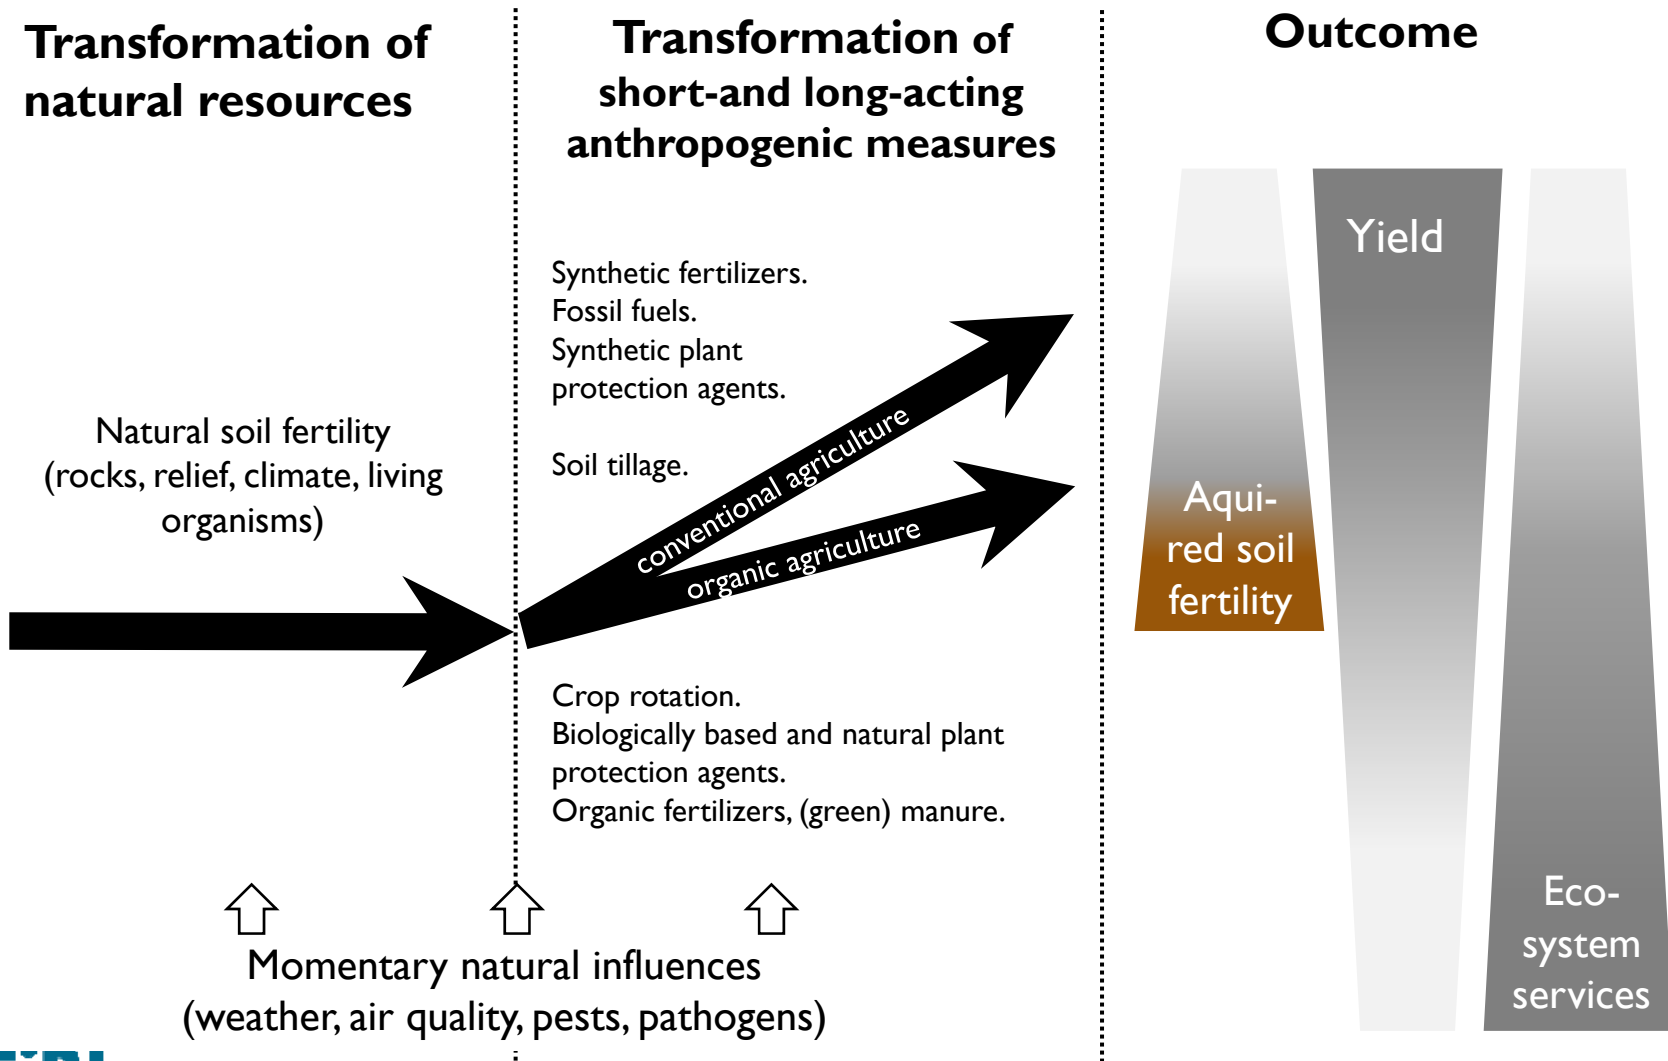 Transformation of
natural resources
Transformation of
short-and long-acting
anthropogenic measures
Outcome
Natural soil fertility
(rocks, relief, climate, living
organisms)
Synthetic fertilizers.
Fossil fuels.
Synthetic plant
protection agents.
Soil tillage.
conventional agriculture
organic agriculture
Crop rotation.
Biologically based and natural plant
protection agents.
Organic fertilizers, (green) manure.
Momentary natural influences
(weather, air quality, pests, pathogens)
Aqui-
red soil
fertility
Yield
Eco-
system
services